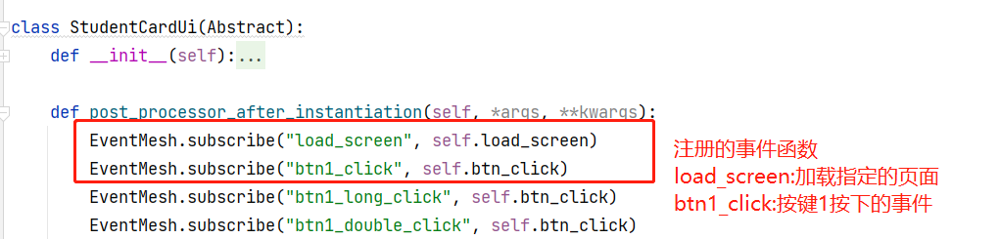 class StudentCardUi(Abstract):
def __init__(self):...
def post_processor_after_instantiation(self, *args, **kwargs):
EventMesh.subscribe("load_screen", self.load_screen)
EventMesh.subscribe("btn1_click", self.btn_click)
EventMesh.subscribe("btn1_long_click", self.btn_click)
EventMesh.subscribe("btn1_double_click", self.btn_click)
注册的事件函数
load_screen:加载指定的页面
btn1_click:按键1按下的事件